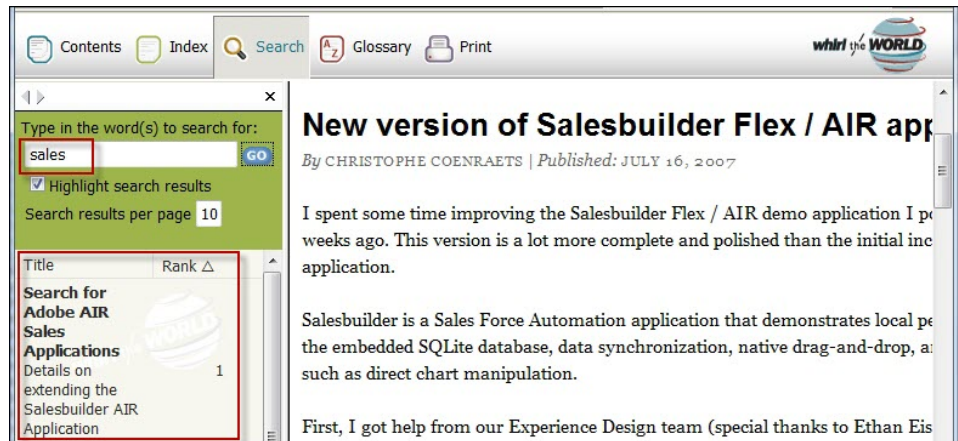 Contents Index Search Glossary Print
whirl the WORLD
Type in the word(s) to search for:
sales GO
Highlight search results
Search results per page 10
Title Rank
Search for
Adobe AIR
Sales
Applications
Details on 1
extending the
Salesbuilder AIR
Application
New version of Salesbuilder Flex / AIR app
By CHRISTOPHE COENRAETS | Published: JULY 16, 2007
I spent some time improving the Salesbuilder Flex / AIR demo application I
weeks ago. This version is a lot more complete and polished than the initial
application.
Salesbuilder is a Sales Force Automation application that demonstrates local
the embedded SQLite database, data synchronization, native drag-and-drop,
such as direct chart manipulation.
First, I got help from our Experience Design team (special thanks to Ethan